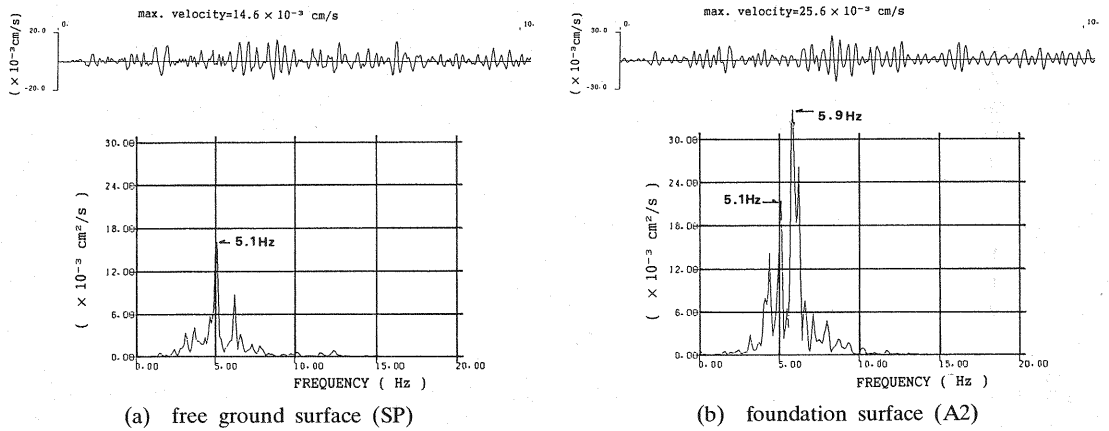 max. velocity=14.6 × 10⁻³ cm/s
0.
10.
20.0
-20.0
( × 10⁻³cm/s)
30.00
24.00
18.00
12.00
6.00
0.00
( × 10⁻³ cm²/s )
5.1Hz
0.00 5.00 10.00 15.00 20.00
FREQUENCY ( Hz )
(a) free ground surface (SP)
max. velocity=25.6 × 10⁻³ cm/s
0.
10.
30.0
-30.0
( × 10⁻³cm/s)
30.00
24.00
18.00
12.00
6.00
0.00
( × 10⁻³ cm²/s )
5.9Hz
5.1Hz
0.00 5.00 10.00 15.00 20.00
FREQUENCY ( Hz )
(b) foundation surface (A2)